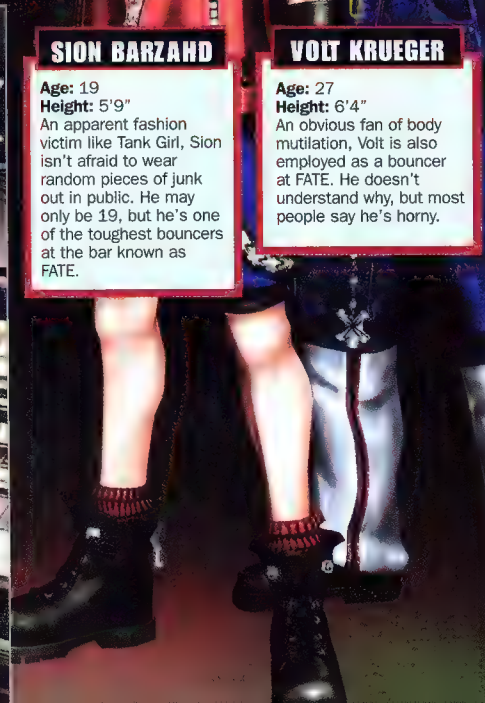 SION BARZAHD
Age: 19
Height: 5'9"
An apparent fashion
victim like Tank Girl, Sion
isn't afraid to wear
random pieces of junk
out in public. He may
only be 19, but he's one
of the toughest bouncers
at the bar known as
FATE.
VOLT KRUEGER
Age: 27
Height: 6'4"
An obvious fan of body
mutilation, Volt is also
employed as a bouncer
at FATE. He doesn't
understand why, but most
people say he's horny.